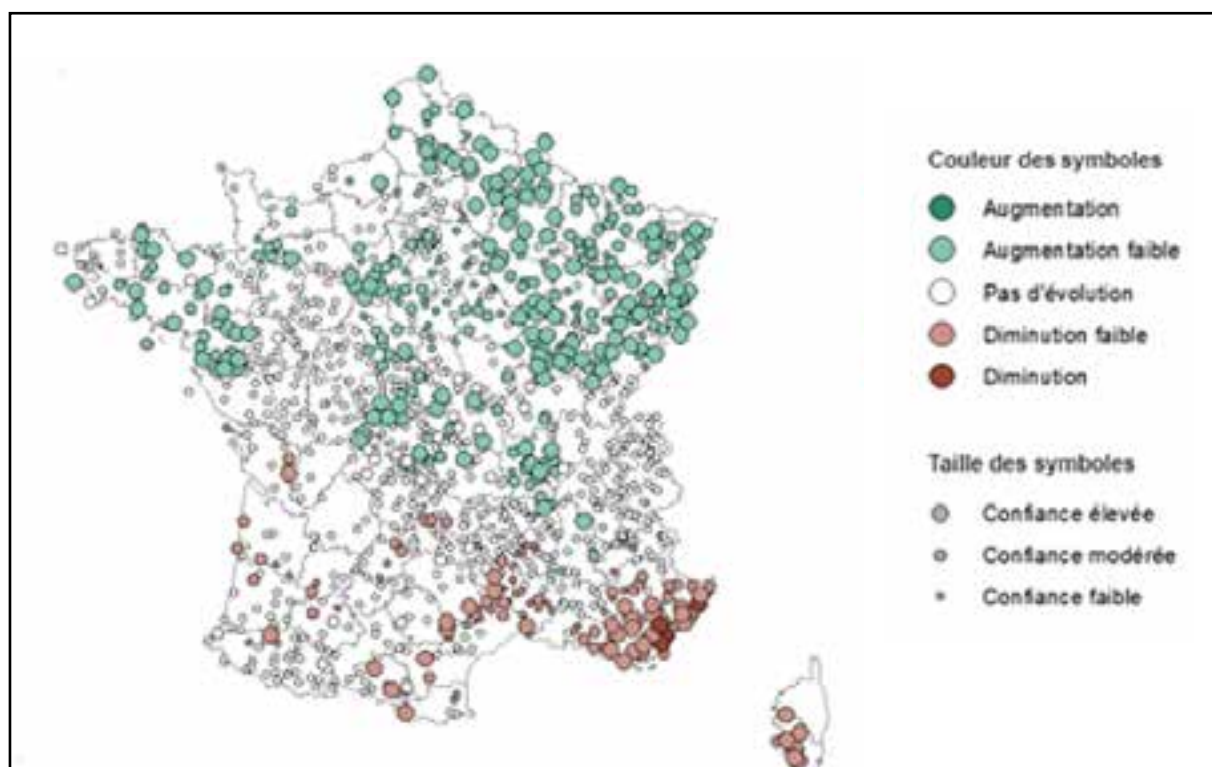 Couleur des symboles
Augmentation
Augmentation faible
Pas d'évolution
Diminution faible
Diminution
Taille des symboles
Confiance élevée
Confiance modérée
Confiance faible